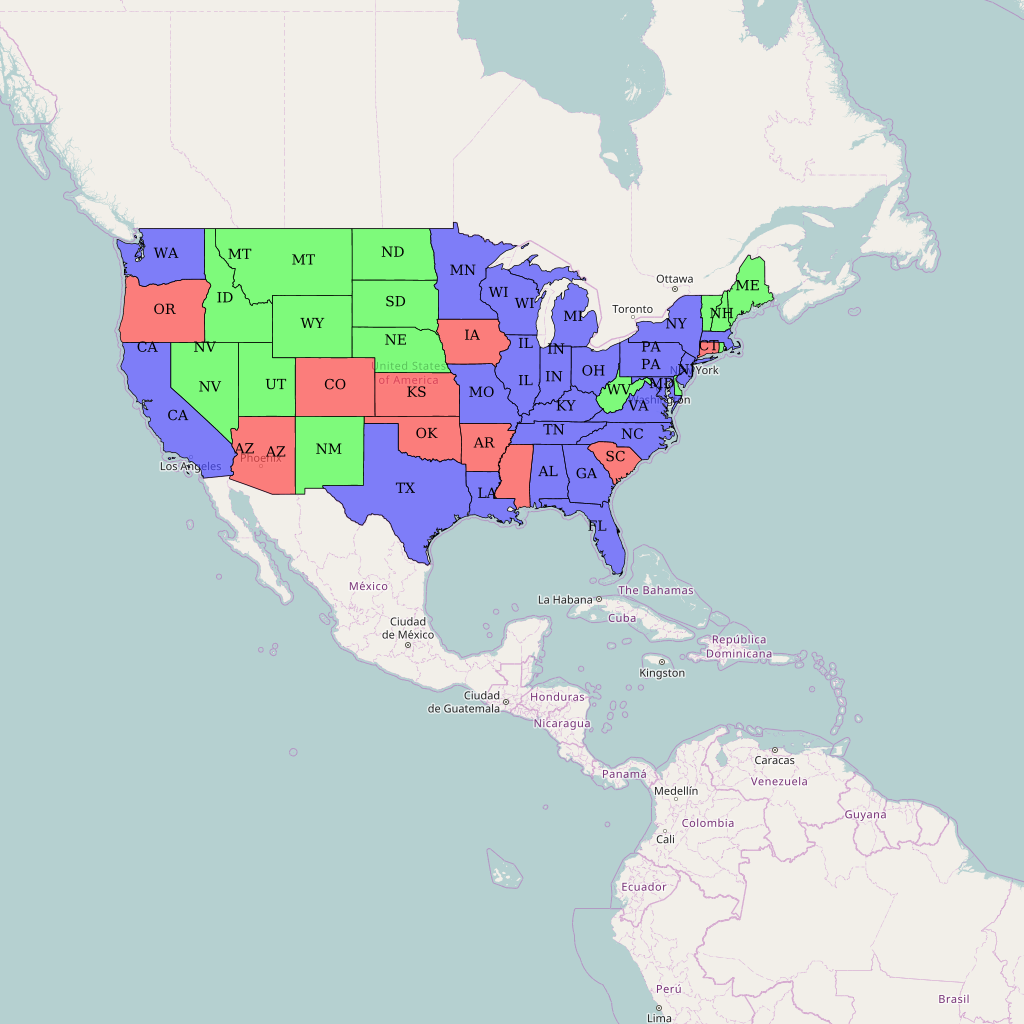 WA
MT
MT
ND
MN
OR
ID
WY
SD
WI
WI
MI
ME
Ottawa
Toronto
NH
NY
CA
NV
NE
IA
IL
IN
PA
CT
United States
of America
NV
UT
CO
KS
MO
IL
IN
OH
PA
NJ
New York
WV
MD
Washington
CA
KY
VA
AZ
AZ
NM
OK
AR
TN
NC
SC
Los Angeles
Phoenix
TX
LA
AL
GA
FL
México
La Habana
The Bahamas
Cuba
Ciudad
de México
República
Dominicana
Kingston
Ciudad
de Guatemala
Honduras
Nicaragua
Panamá
Caracas
Venezuela
Medellín
Colombia
Guyana
Cali
Ecuador
Perú
Brasil
Lima